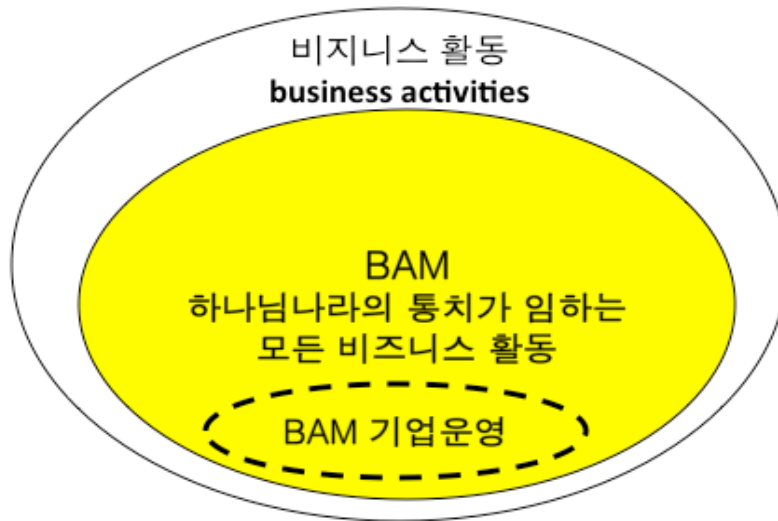 비지니스 활동
business activities
BAM
하나님나라의 통치가 임하는
모든 비즈니스 활동
BAM 기업운영